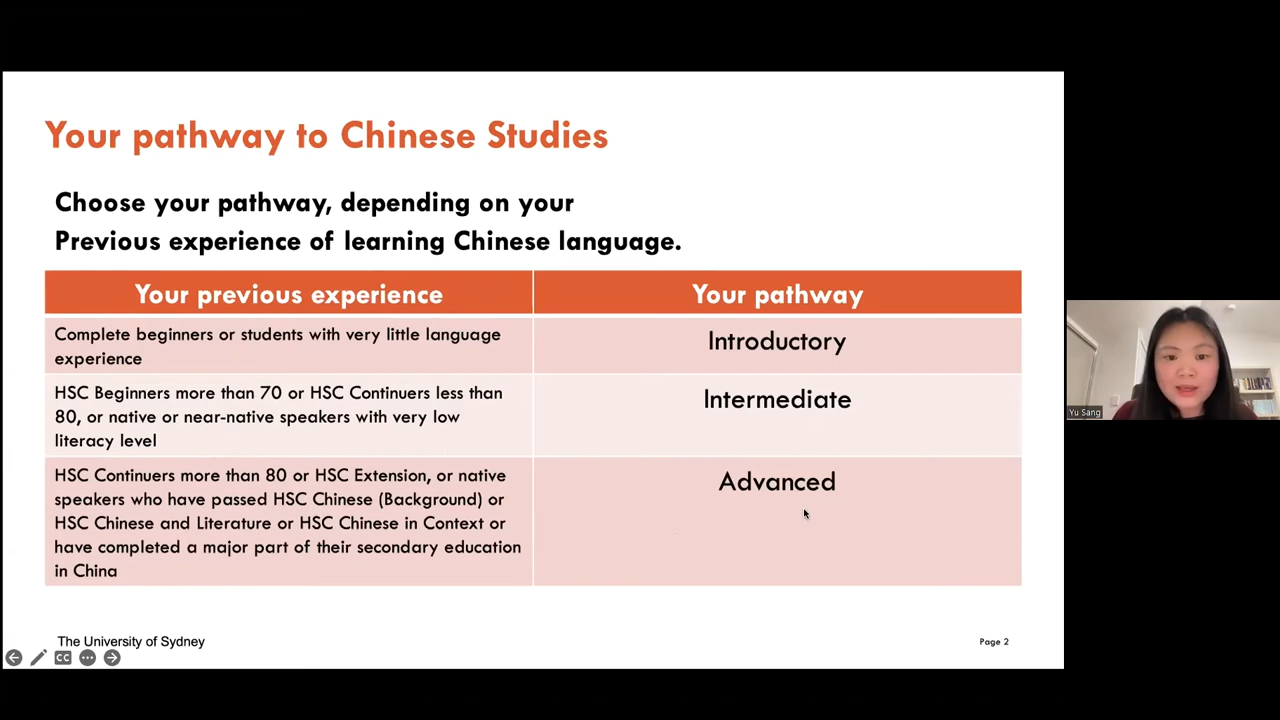 Your pathway to Chinese Studies
Choose your pathway, depending on your
Previous experience of learning Chinese language.
Your previous experience
Your pathway
Complete beginners or students with very little language
experience
Introductory
HSC Beginners more than 70 or HSC Continuers less than
80, or native or near-native speakers with very low
literacy level
Intermediate
HSC Continuers more than 80 or HSC Extension, or native
speakers who have passed HSC Chinese (Background) or
HSC Chinese and Literature or HSC Chinese in Context or
have completed a major part of their secondary education
in China
Advanced
The University of Sydney
Page 2
CC
Yu Sang